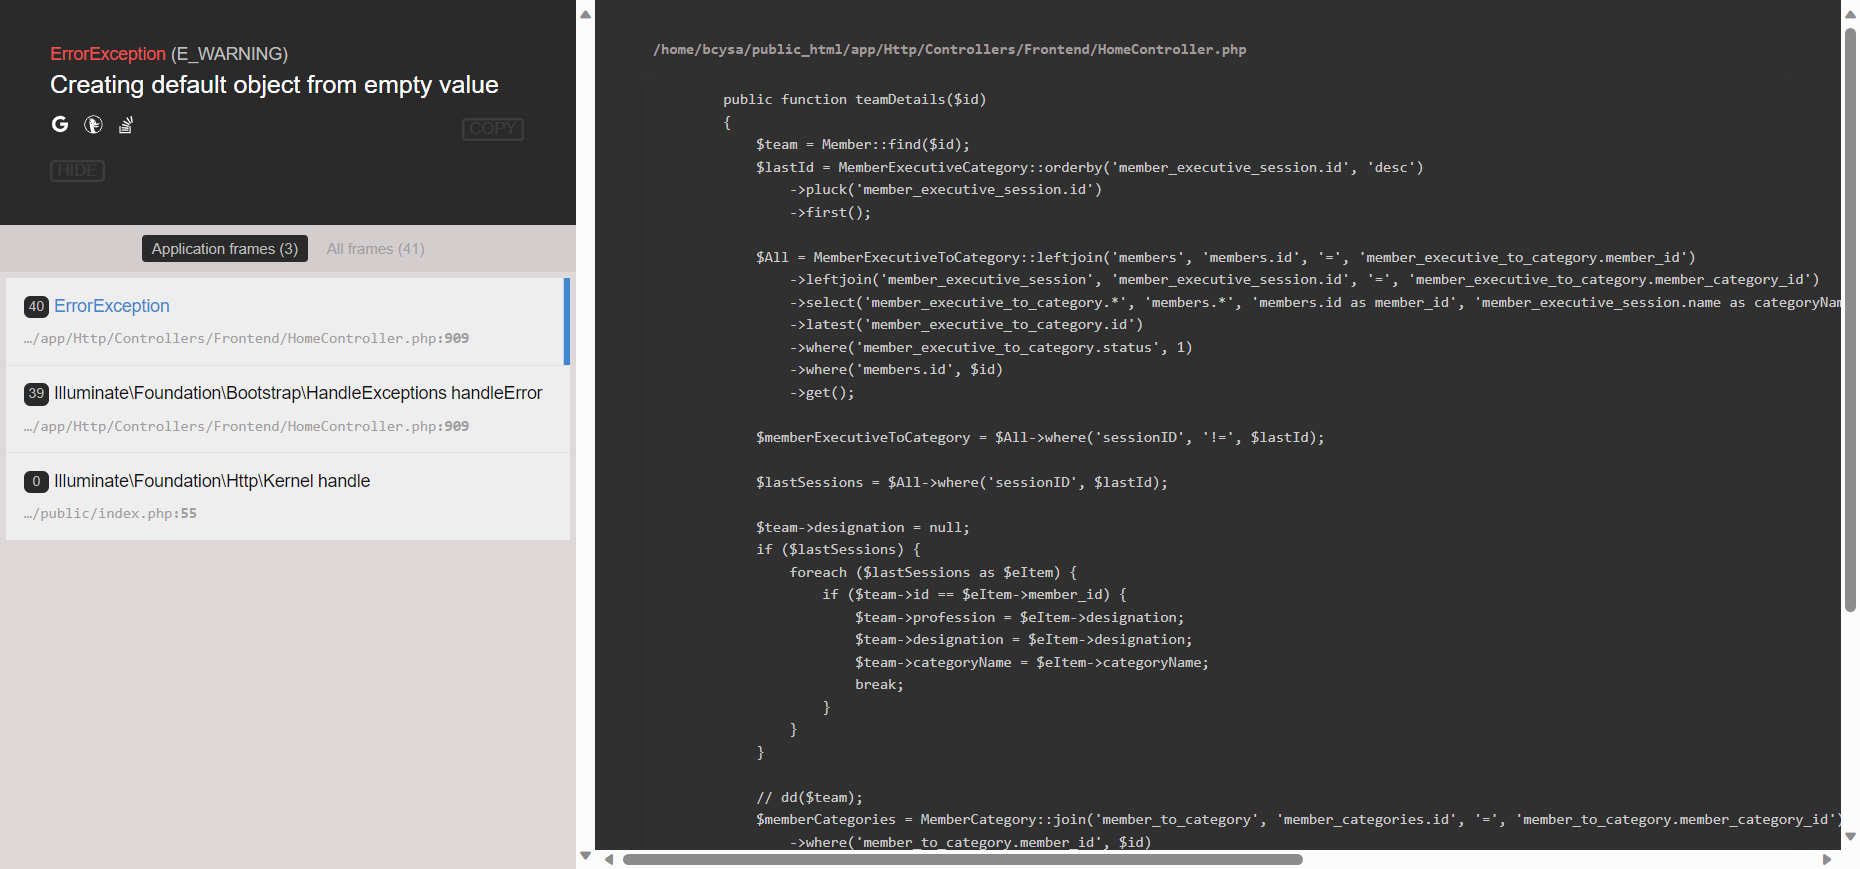 ErrorException (E_WARNING)
Creating default object from empty value
COPY
HIDE
Application frames (3) All frames (41)
40 ErrorException
…/app/Http/Controllers/Frontend/HomeController.php:909
39 Illuminate\Foundation\Bootstrap\HandleExceptions handleError
…/app/Http/Controllers/Frontend/HomeController.php:909
0 Illuminate\Foundation\Http\Kernel handle
…/public/index.php:55
/home/bcysa/public_html/app/Http/Controllers/Frontend/HomeController.php
public function teamDetails($id)
{
$team = Member::find($id);
$lastId = MemberExecutiveCategory::orderby('member_executive_session.id', 'desc')
->pluck('member_executive_session.id')
->first();
$All = MemberExecutiveToCategory::leftjoin('members', 'members.id', '=', 'member_executive_to_category.member_id')
->leftjoin('member_executive_session', 'member_executive_session.id', '=', 'member_executive_to_category.member_category_id')
->select('member_executive_to_category.*', 'members.*', 'members.id as member_id', 'member_executive_session.name as categoryNam
->latest('member_executive_to_category.id')
->where('member_executive_to_category.status', 1)
->where('members.id', $id)
->get();
$memberExecutiveToCategory = $All->where('sessionID', '!=', $lastId);
$lastSessions = $All->where('sessionID', $lastId);
$team->designation = null;
if ($lastSessions) {
foreach ($lastSessions as $eItem) {
if ($team->id == $eItem->member_id) {
$team->profession = $eItem->designation;
$team->designation = $eItem->designation;
$team->categoryName = $eItem->categoryName;
break;
}
}
}
// dd($team);
$memberCategories = MemberCategory::join('member_to_category', 'member_categories.id', '=', 'member_to_category.member_category_id')
->where('member_to_category.member_id', $id)